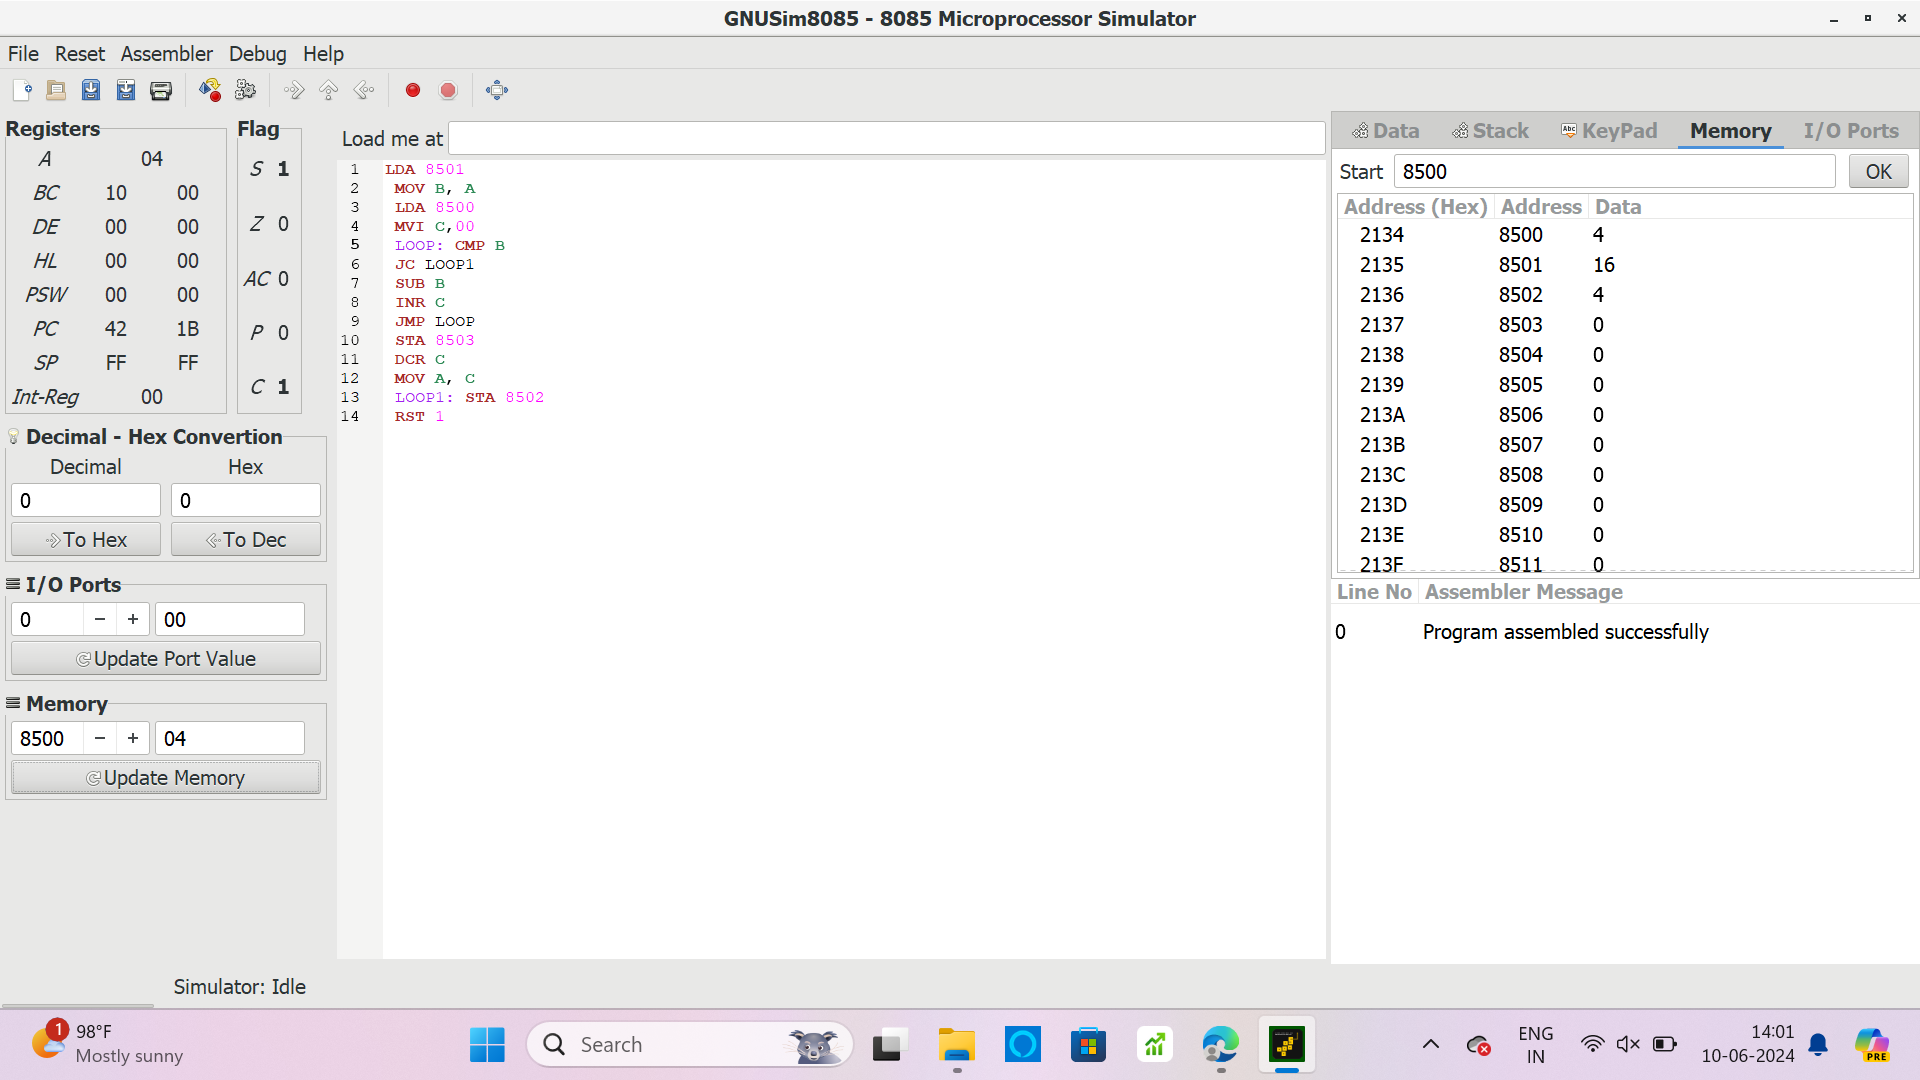 GNUSim8085 - 8085 Microprocessor Simulator
File Reset Assembler Debug Help
Registers
A 04
BC 10 00
DE 00 00
HL 00 00
PSW 00 00
PC 42 1B
SP FF FF
Int-Reg 00
Flag
S 1
Z 0
AC 0
P 0
C 1
Decimal - Hex Convertion
Decimal Hex
0 0
To Hex To Dec
I/O Ports
0 − + 00
Update Port Value
Memory
8500 − + 04
Update Memory
Simulator: Idle
Load me at
1 LDA 8501
2 MOV B, A
3 LDA 8500
4 MVI C,00
5 LOOP: CMP B
6 JC LOOP1
7 SUB B
8 INR C
9 JMP LOOP
10 STA 8503
11 DCR C
12 MOV A, C
13 LOOP1: STA 8502
14 RST 1
Data Stack Abc KeyPad Memory I/O Ports
Start 8500 OK
Address (Hex) Address Data
2134 8500 4
2135 8501 16
2136 8502 4
2137 8503 0
2138 8504 0
2139 8505 0
213A 8506 0
213B 8507 0
213C 8508 0
213D 8509 0
213E 8510 0
213F 8511 0
Line No Assembler Message
0 Program assembled successfully
1 98°F
Mostly sunny
Search
ENG
IN
14:01
10-06-2024
PRE